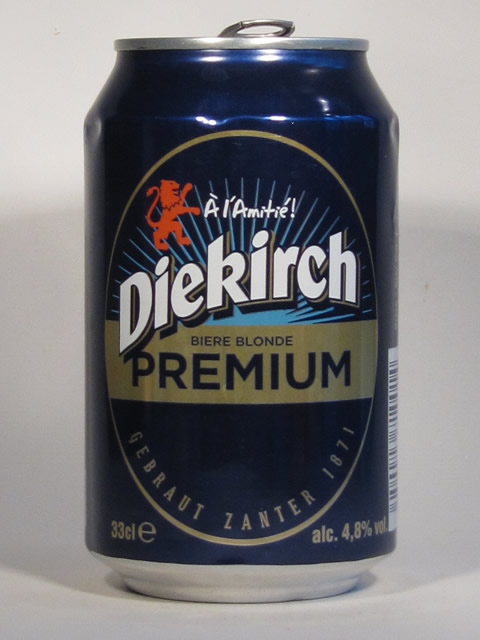 À l'Amitié!
Diekirch
BIERE BLONDE
PREMIUM
GEBRAUT ZANTER 1871
33cl e
alc. 4,8% vol.